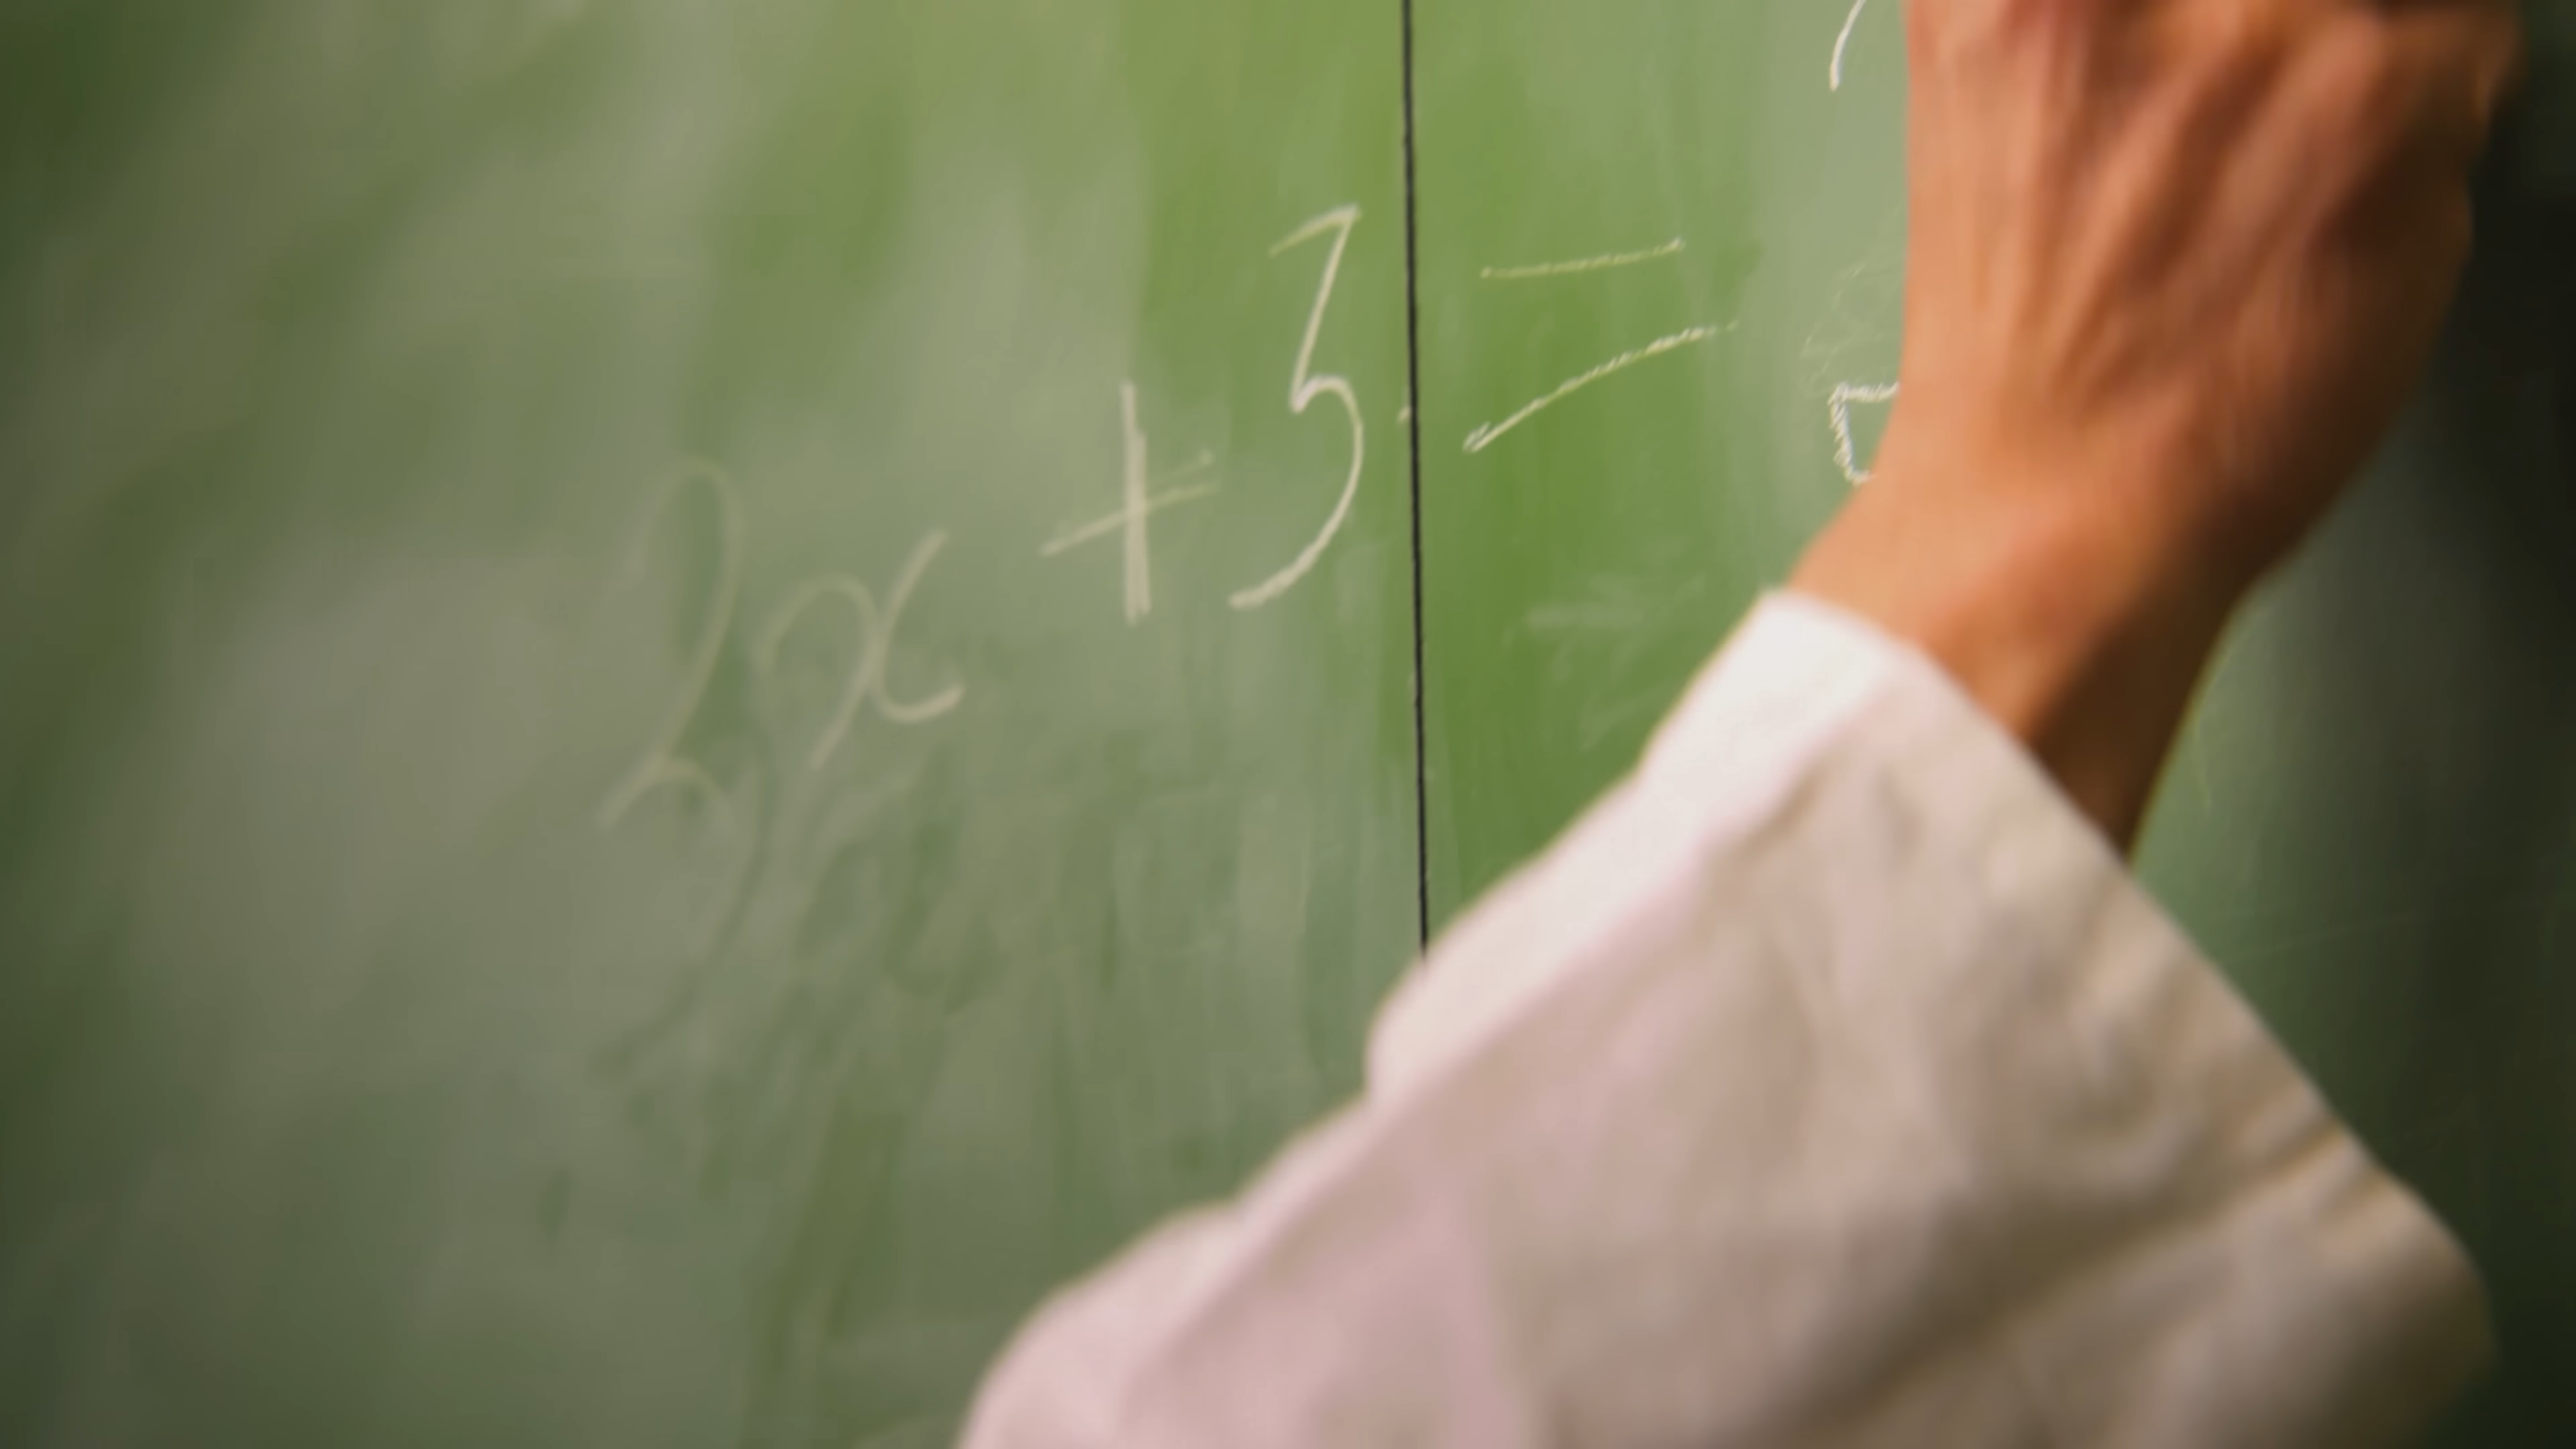 2x + 3 =